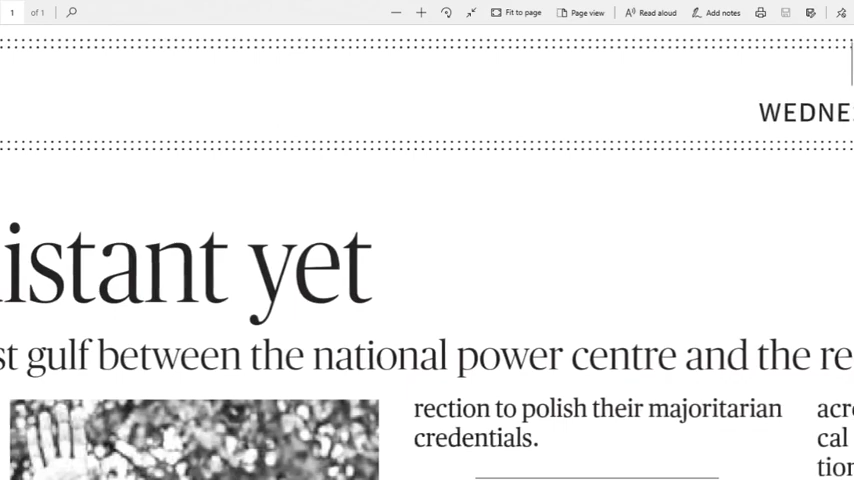 1 of 1
Fit to page
Page view
Read aloud
Add notes
WEDNE
istant yet
st gulf between the national power centre and the re
rection to polish their majoritarian
credentials.
acro
cal
tion